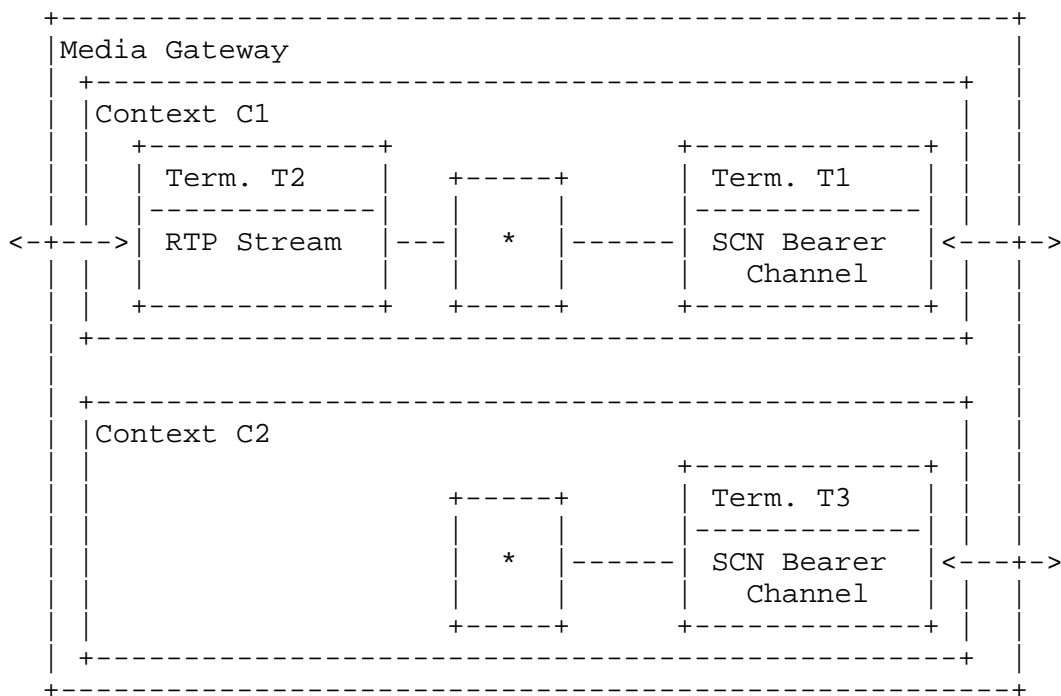 Media Gateway
Context C1
Term. T2
Term. T1
RTP Stream
*
SCN Bearer
Channel
Context C2
Term. T3
*
SCN Bearer
Channel